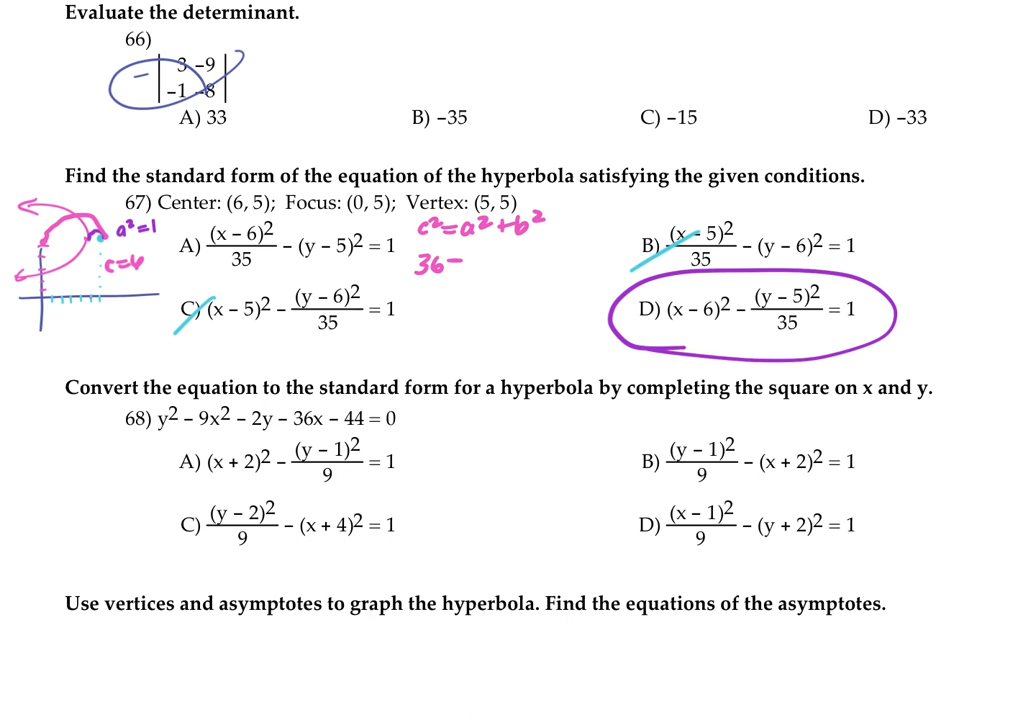 Evaluate the determinant.
66)
3 -9
-1 -8
A) 33 B) -35 C) -15 D) -33
Find the standard form of the equation of the hyperbola satisfying the given conditions.
67) Center: (6, 5); Focus: (0, 5); Vertex: (5, 5)
a²=1 c²=a²+b²
A) (x - 6)²/35 - (y - 5)² = 1 B) (x - 5)²/35 - (y - 6)² = 1
c=6 36-
C) (x - 5)² - (y - 6)²/35 = 1 D) (x - 6)² - (y - 5)²/35 = 1
Convert the equation to the standard form for a hyperbola by completing the square on x and y.
68) y² - 9x² - 2y - 36x - 44 = 0
A) (x + 2)² - (y - 1)²/9 = 1 B) (y - 1)²/9 - (x + 2)² = 1
C) (y - 2)²/9 - (x + 4)² = 1 D) (x - 1)²/9 - (y + 2)² = 1
Use vertices and asymptotes to graph the hyperbola. Find the equations of the asymptotes.